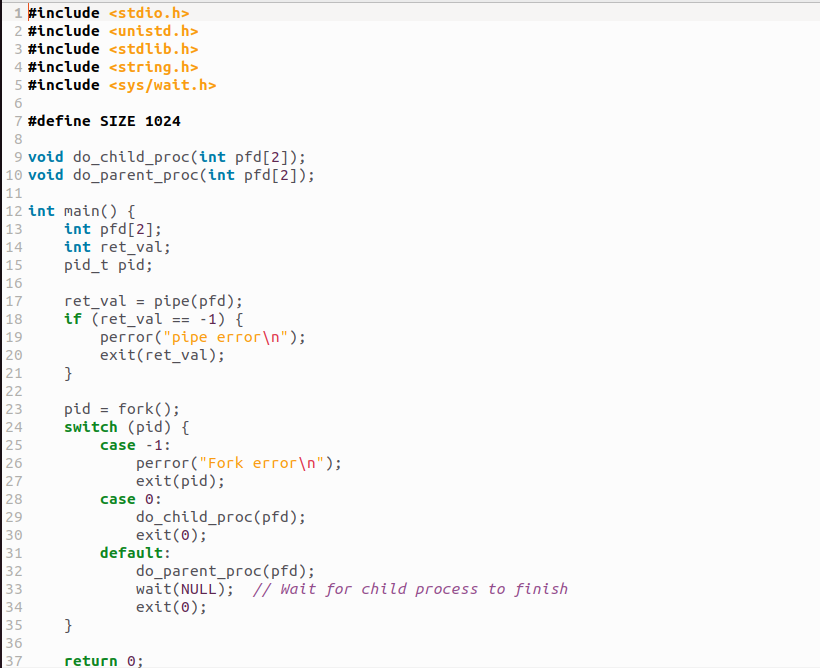 1 #include <stdio.h>
2 #include <unistd.h>
3 #include <stdlib.h>
4 #include <string.h>
5 #include <sys/wait.h>
6
7 #define SIZE 1024
8
9 void do_child_proc(int pfd[2]);
10 void do_parent_proc(int pfd[2]);
11
12 int main() {
13     int pfd[2];
14     int ret_val;
15     pid_t pid;
16
17     ret_val = pipe(pfd);
18     if (ret_val == -1) {
19         perror("pipe error\n");
20         exit(ret_val);
21     }
22
23     pid = fork();
24     switch (pid) {
25         case -1:
26             perror("Fork error\n");
27             exit(pid);
28         case 0:
29             do_child_proc(pfd);
30             exit(0);
31         default:
32             do_parent_proc(pfd);
33             wait(NULL);  // Wait for child process to finish
34             exit(0);
35     }
36
37     return 0;